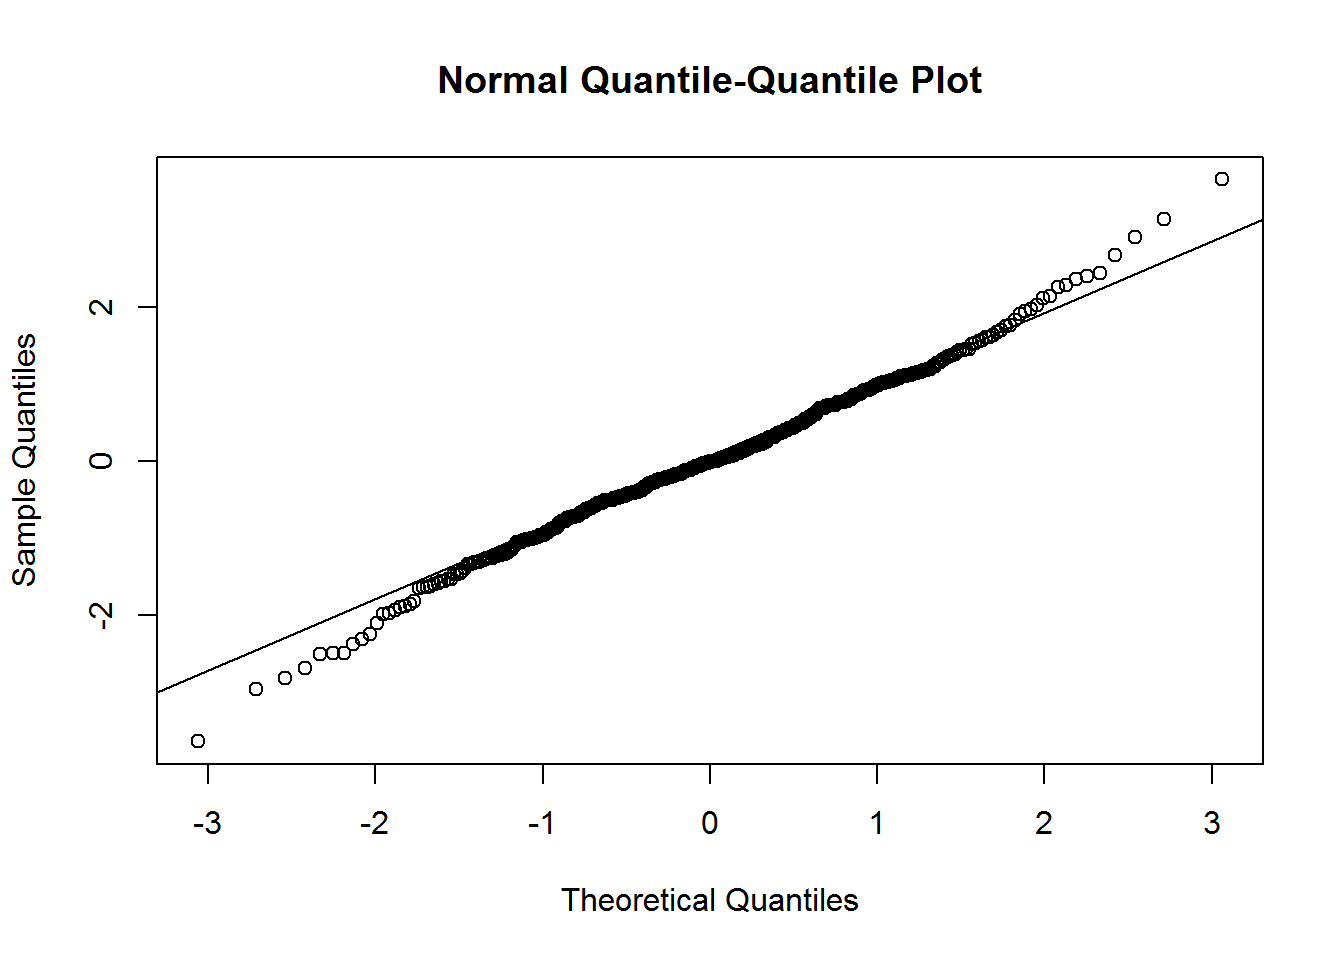 Normal Quantile-Quantile Plot
Sample Quantiles
2
0
-2
-3 -2 -1 0 1 2 3
Theoretical Quantiles